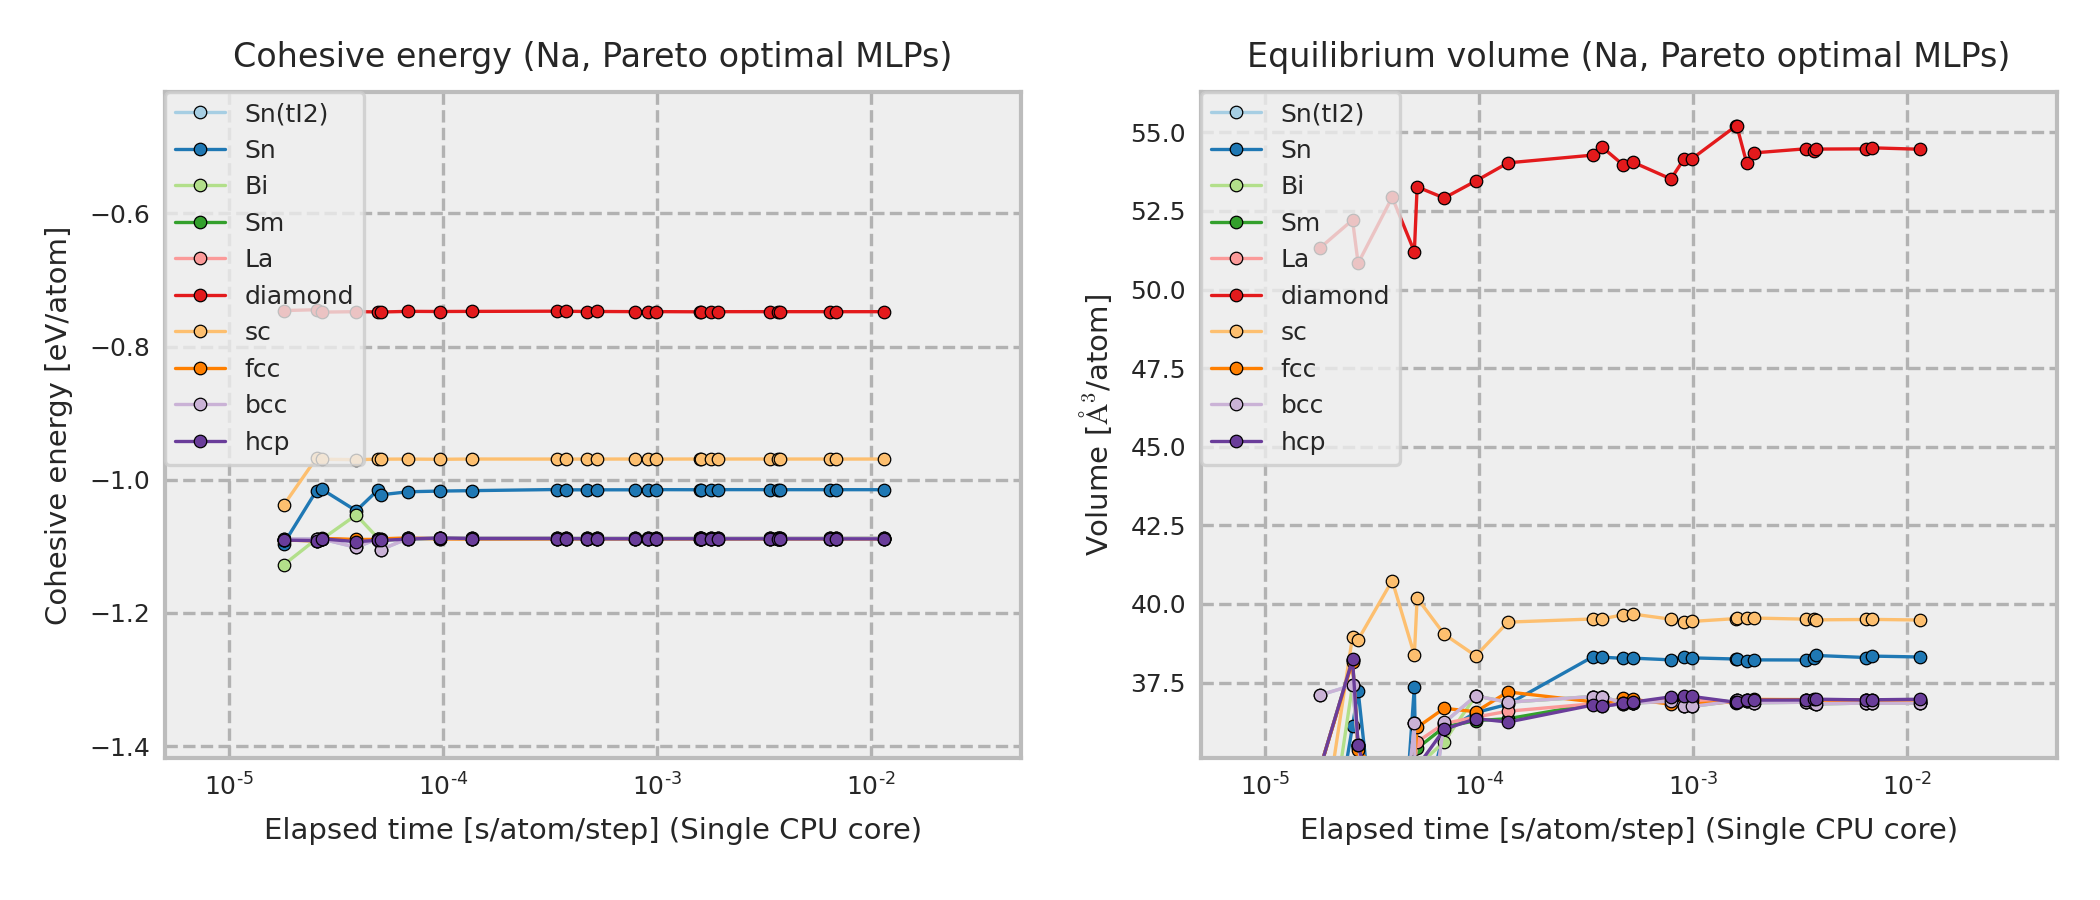 Cohesive energy (Na, Pareto optimal MLPs)
Sn(tI2)
Sn
Bi
Sm
La
diamond
sc
fcc
bcc
hcp
−0.6
−0.8
−1.0
−1.2
−1.4
Cohesive energy [eV/atom]
10-5 10-4 10-3 10-2
Elapsed time [s/atom/step] (Single CPU core)
Equilibrium volume (Na, Pareto optimal MLPs)
Sn(tI2)
Sn
Bi
Sm
La
diamond
sc
fcc
bcc
hcp
55.0
52.5
50.0
47.5
45.0
42.5
40.0
37.5
Volume [Å3/atom]
10-5 10-4 10-3 10-2
Elapsed time [s/atom/step] (Single CPU core)